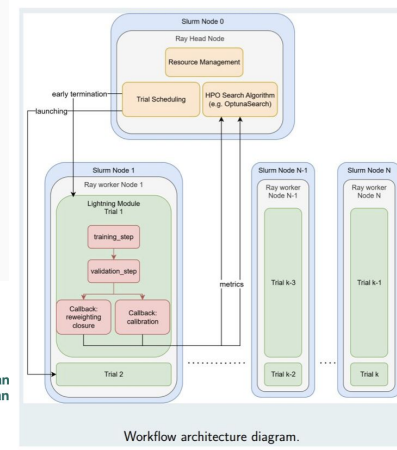 Slurm Node 0
Ray Head Node
Resource Management
early termination
Trial Scheduling
HPO Search Algorithm
(e.g. OptunaSearch)
launching
Slurm Node 1
Ray worker Node 1
Lightning Module
Trial 1
training_step
validation_step
Callback:
reweighting
closure
Callback:
calibration
metrics
Trial 2
Slurm Node N-1
Ray worker
Node N-1
Trial k-3
Trial k-2
Slurm Node N
Ray worker
Node N
Trial k-1
Trial k
an
an
Workflow architecture diagram.